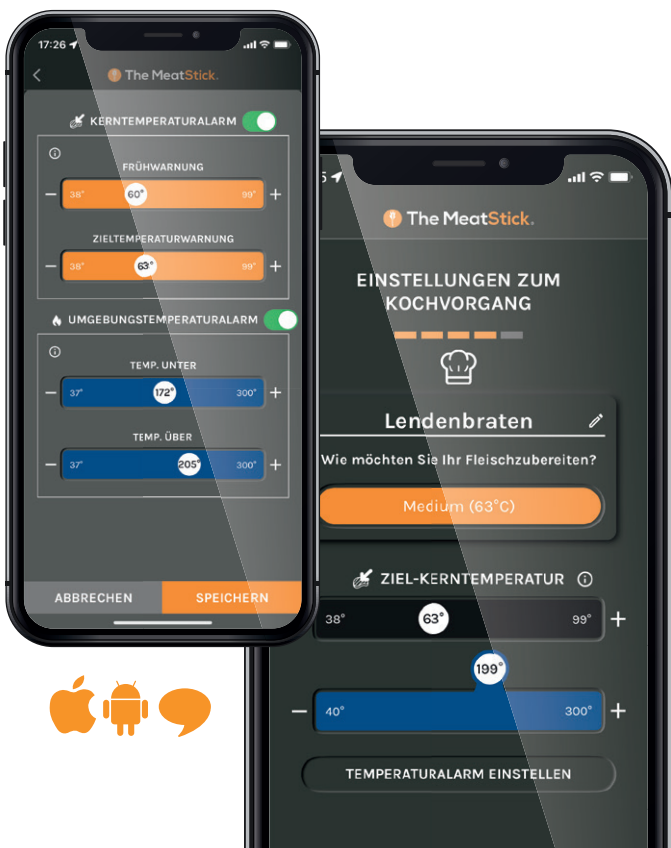 17:26
The MeatStick.
KERNTEMPERATURALARM
FRÜHWARNUNG
− 38° 60° 99° +
ZIELTEMPERATURWARNUNG
− 38° 63° 99° +
UMGEBUNGSTEMPERATURALARM
TEMP. UNTER
− 37° 172° 300° +
TEMP. ÜBER
− 37° 205° 300° +
ABBRECHEN SPEICHERN
5
The MeatStick.
EINSTELLUNGEN ZUM
KOCHVORGANG
Lendenbraten
Wie möchten Sie Ihr Fleischzubereiten?
Medium (63°C)
ZIEL-KERNTEMPERATUR
38° 63° 99° +
199°
− 40° 300° +
TEMPERATURALARM EINSTELLEN